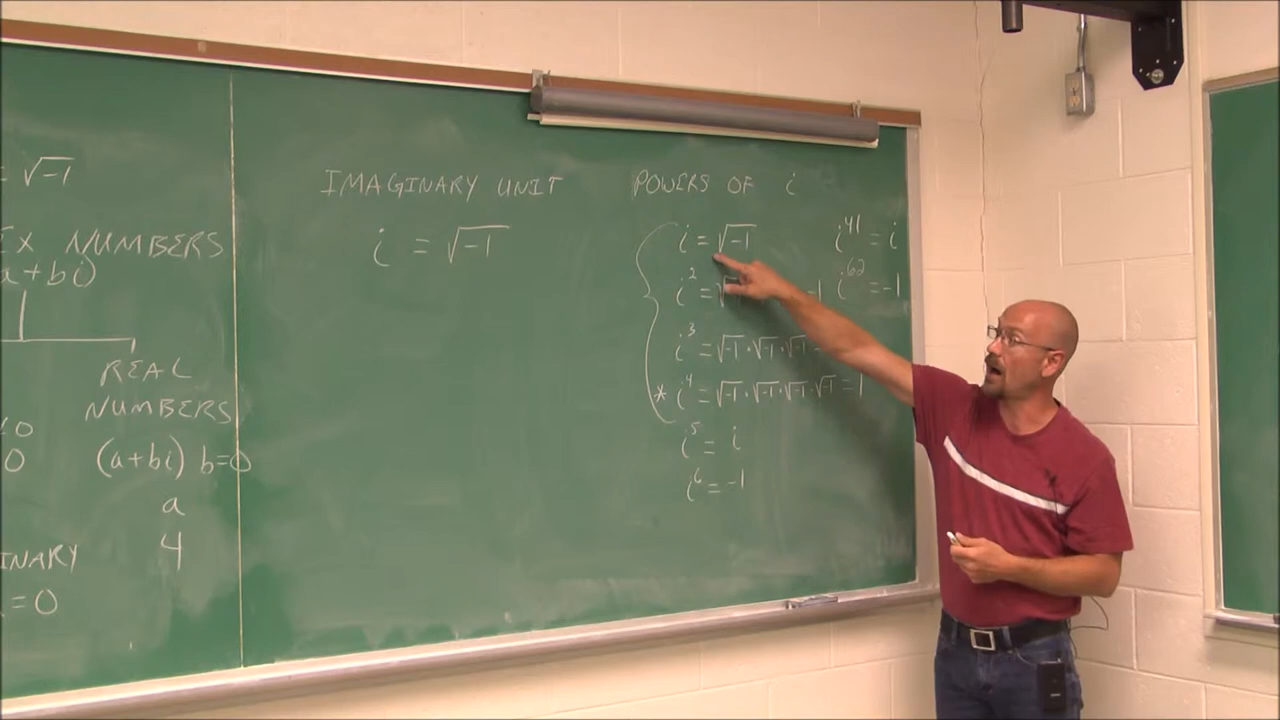 = √-1
EX NUMBERS
a+bi)
REAL
NUMBERS
<0
0
(a+bi) b=0
a
4
INARY
=0
IMAGINARY UNIT
i = √-1
POWERS OF i
i = √-1
i² = -1
i³ = √-1·√-1·√-1
* i⁴ = √-1·√-1·√-1·√-1 = 1
i⁵ = i
i⁶ = -1
i⁴¹ = i
i⁶² = -1